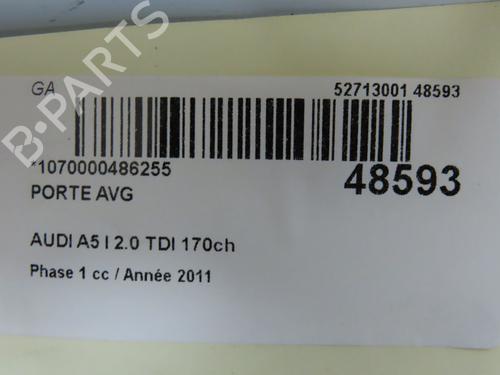 B-PARTS
GA
52713001 48593
*1070000486255
48593
PORTE AVG
AUDI A5 I 2.0 TDI 170ch
Phase 1 cc / Année 2011